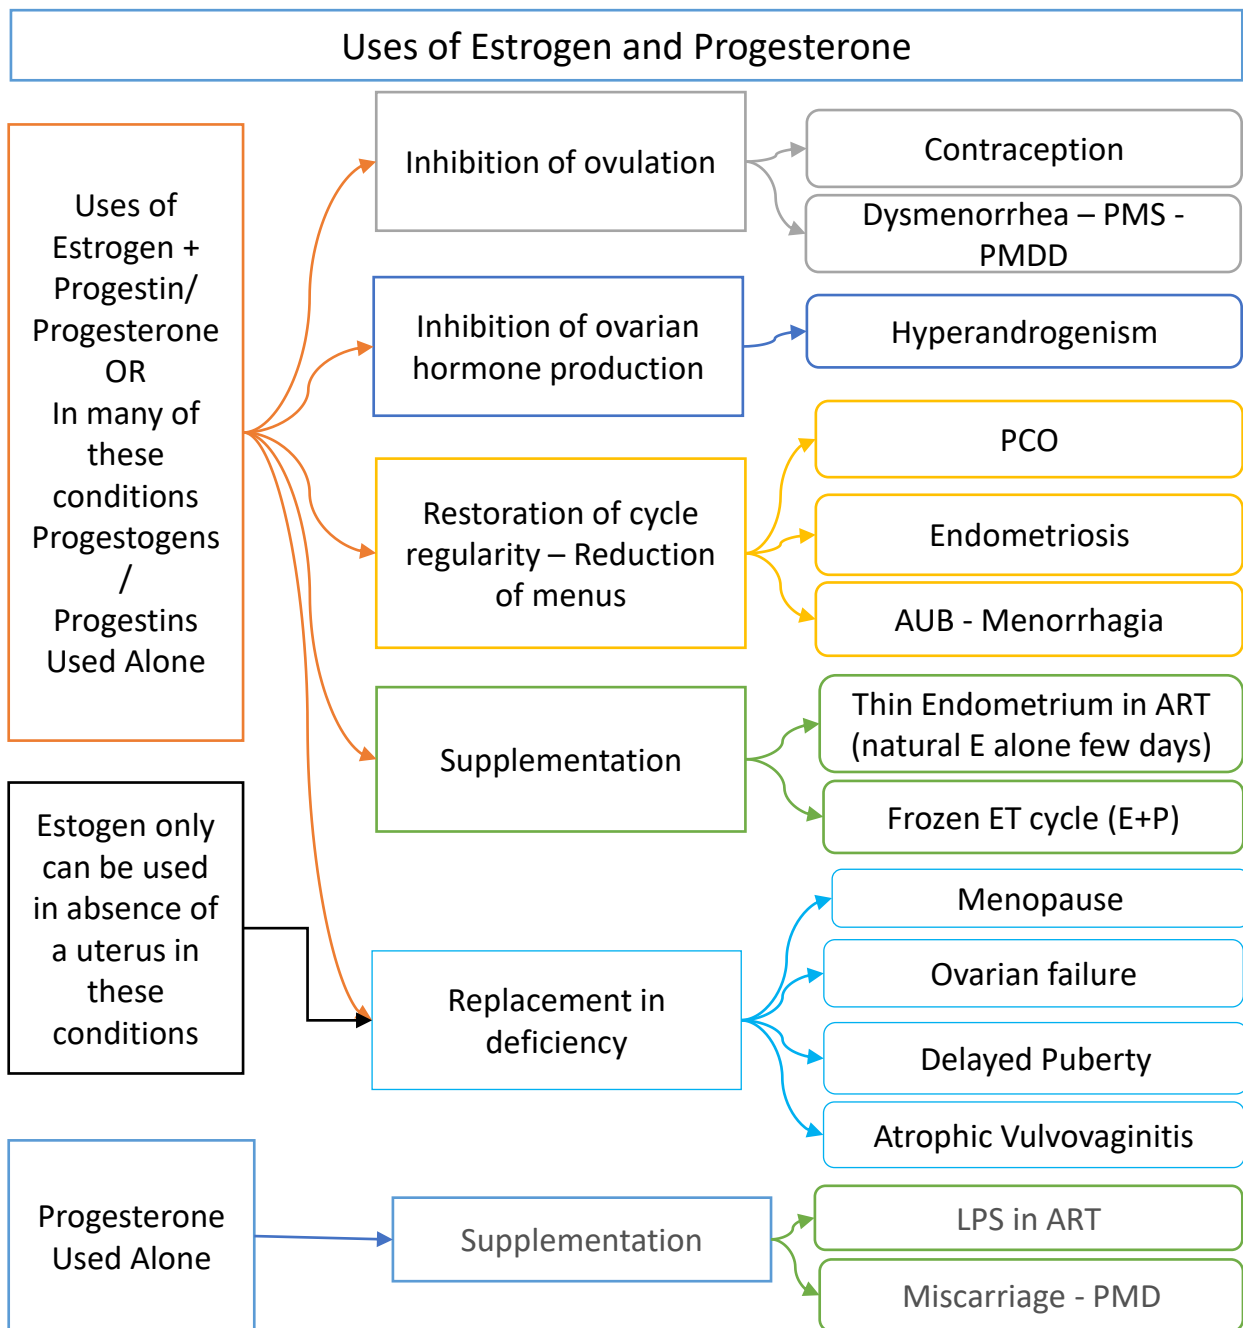 Uses of Estrogen and Progesterone
Uses of
Estrogen +
Progestin/
Progesterone
OR
In many of
these
conditions
Progestogens
/
Progestins
Used Alone
Inhibition of ovulation
Contraception
Dysmenorrhea – PMS -
PMDD
Inhibition of ovarian
hormone production
Hyperandrogenism
Restoration of cycle
regularity – Reduction
of menus
PCO
Endometriosis
AUB - Menorrhagia
Supplementation
Thin Endometrium in ART
(natural E alone few days)
Frozen ET cycle (E+P)
Estogen only
can be used
in absence of
a uterus in
these
conditions
Replacement in
deficiency
Menopause
Ovarian failure
Delayed Puberty
Atrophic Vulvovaginitis
Progesterone
Used Alone
Supplementation
LPS in ART
Miscarriage - PMD